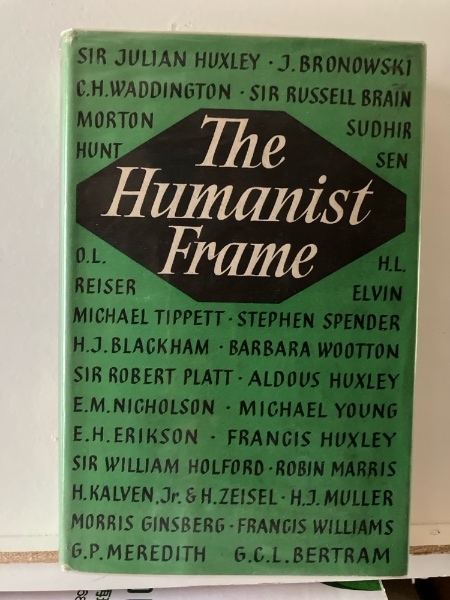 SIR JULIAN HUXLEY · J. BRONOWSKI
C.H. WADDINGTON · SIR RUSSELL BRAIN
MORTON HUNT
SUDHIR SEN
The
Humanist
Frame
O.L. REISER
H.L. ELVIN
MICHAEL TIPPETT · STEPHEN SPENDER
H.J. BLACKHAM · BARBARA WOOTTON
SIR ROBERT PLATT · ALDOUS HUXLEY
E.M. NICHOLSON · MICHAEL YOUNG
E.H. ERIKSON · FRANCIS HUXLEY
SIR WILLIAM HOLFORD · ROBIN MARRIS
H. KALVEN, Jr. & H. ZEISEL · H.J. MULLER
MORRIS GINSBERG · FRANCIS WILLIAMS
G.P. MEREDITH · G.C.L. BERTRAM